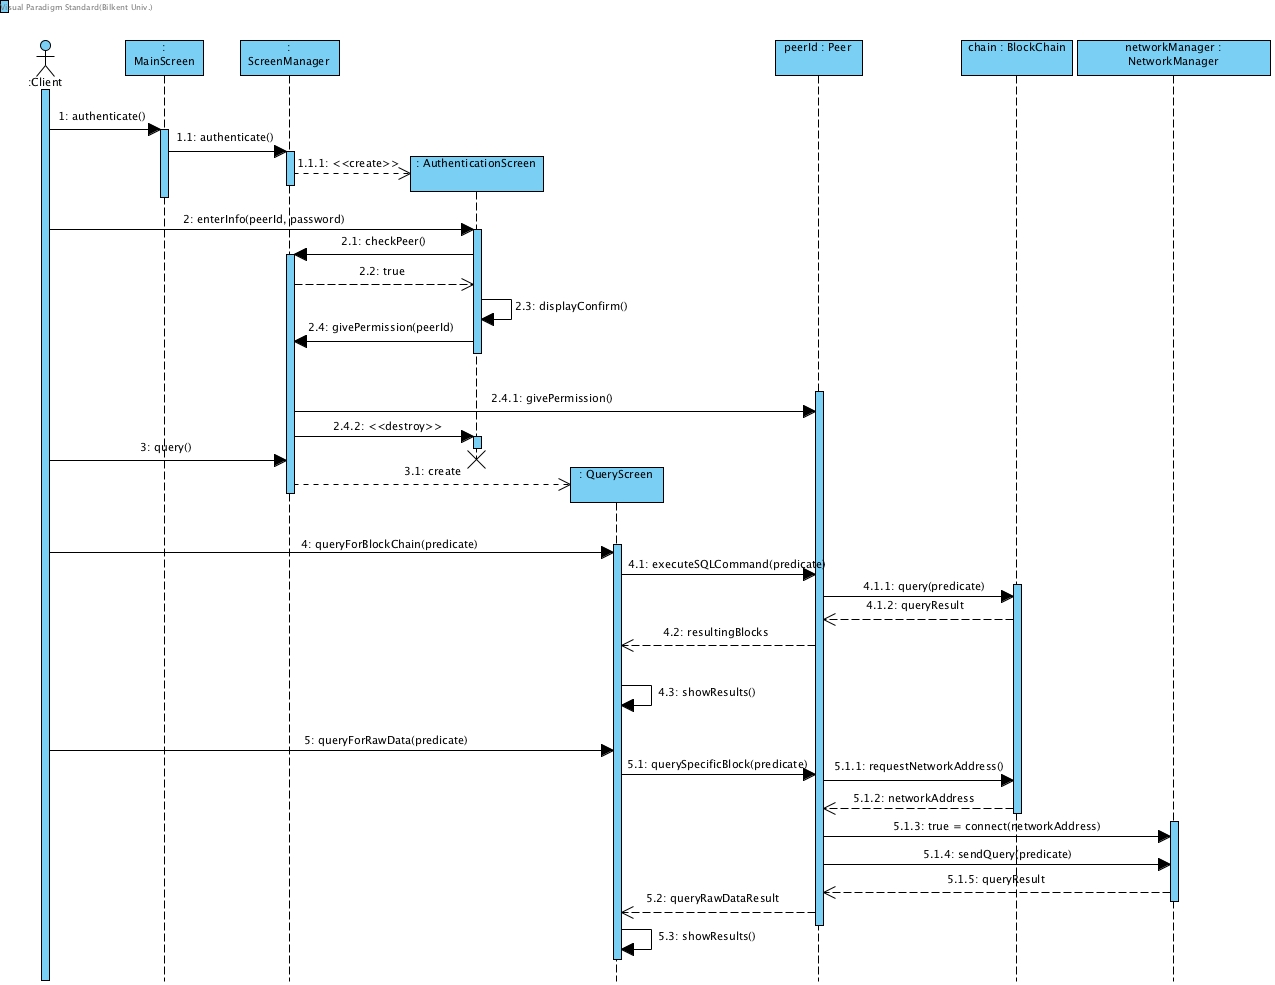 Visual Paradigm Standard(Bilkent Univ.)
:Client
:
MainScreen
:
ScreenManager
peerId : Peer
chain : BlockChain
networkManager :
NetworkManager
1: authenticate()
1.1: authenticate()
1.1.1: <<create>>
: AuthenticationScreen
2: enterInfo(peerId, password)
2.1: checkPeer()
2.2: true
2.3: displayConfirm()
2.4: givePermission(peerId)
2.4.1: givePermission()
2.4.2: <<destroy>>
3: query()
3.1: create
: QueryScreen
4: queryForBlockChain(predicate)
4.1: executeSQLCommand(predicate)
4.1.1: query(predicate)
4.1.2: queryResult
4.2: resultingBlocks
4.3: showResults()
5: queryForRawData(predicate)
5.1: querySpecificBlock(predicate)
5.1.1: requestNetworkAddress()
5.1.2: networkAddress
5.1.3: true = connect(networkAddress)
5.1.4: sendQuery(predicate)
5.1.5: queryResult
5.2: queryRawDataResult
5.3: showResults()